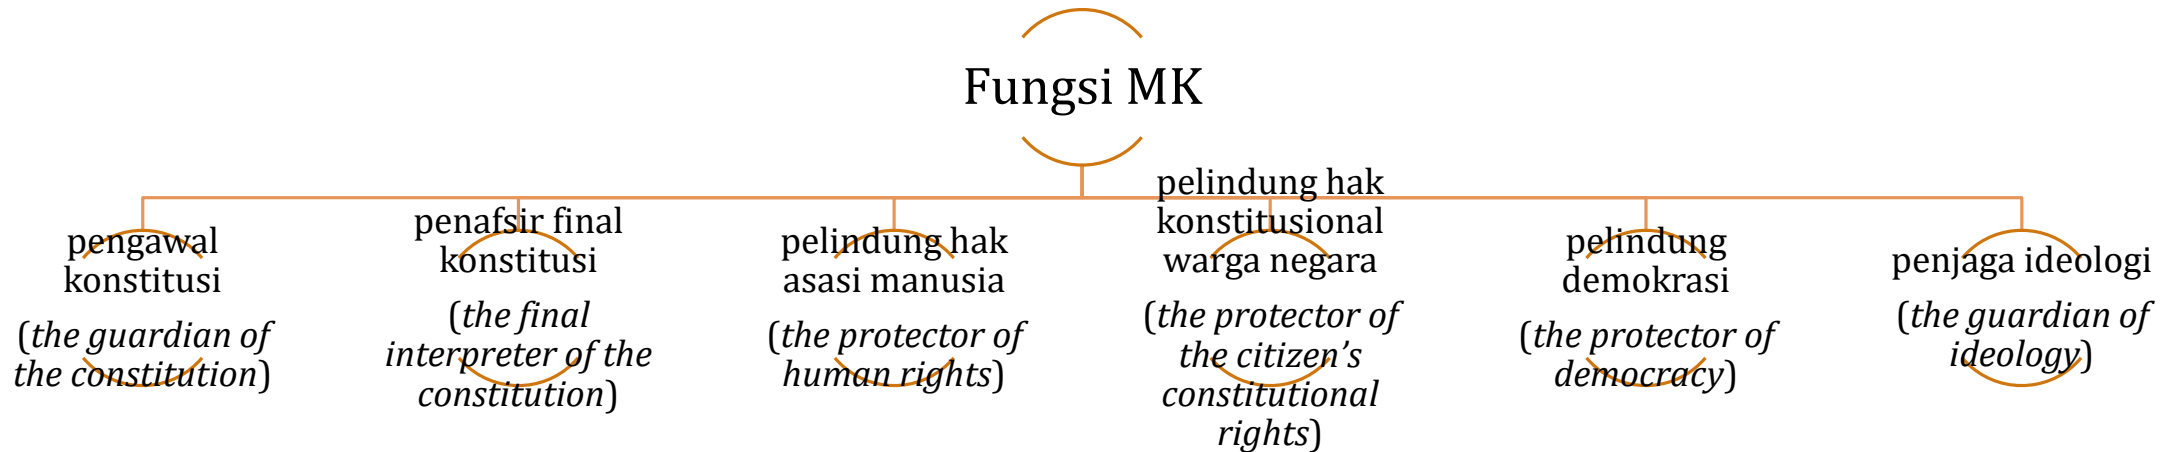 Fungsi MK
pengawal
konstitusi
(the guardian of
the constitution)
penafsir final
konstitusi
(the final
interpreter of the
constitution)
pelindung hak
asasi manusia
(the protector of
human rights)
pelindung hak
konstitusional
warga negara
(the protector of
the citizen’s
constitutional
rights)
pelindung
demokrasi
(the protector of
democracy)
penjaga ideologi
(the guardian of
ideology)